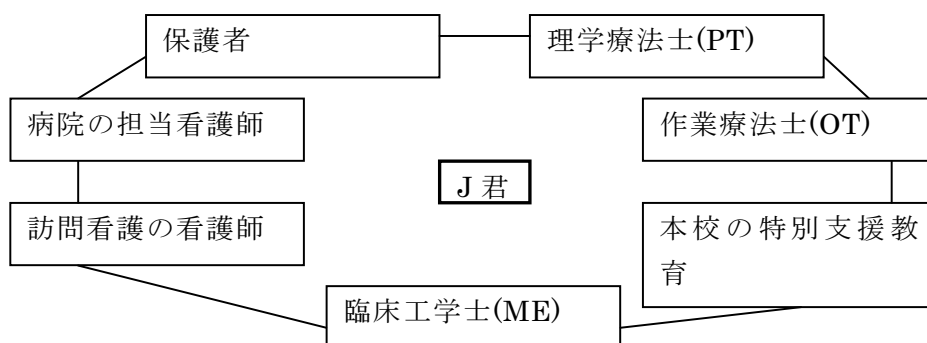 保護者
理学療法士(PT)
病院の担当看護師
作業療法士(OT)
J 君
訪問看護の看護師
本校の特別支援教
育
臨床工学士(ME)